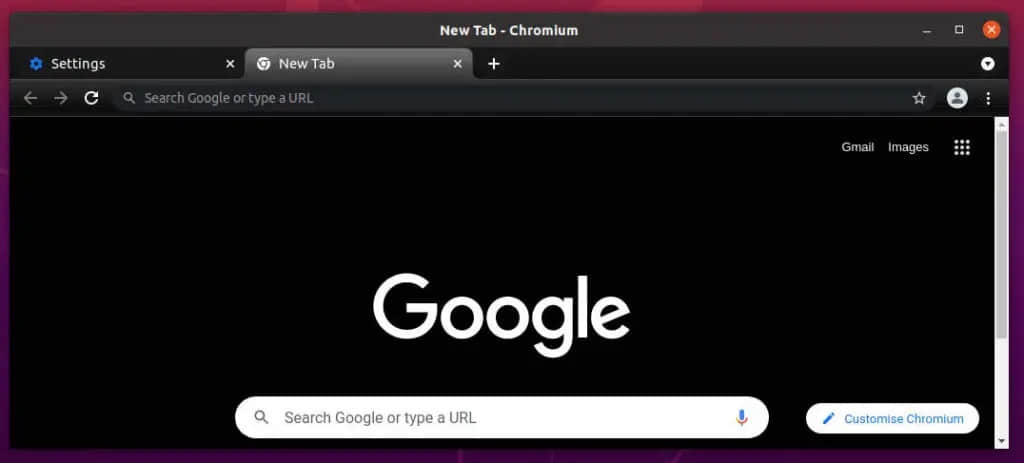 New Tab - Chromium
Settings
New Tab
Search Google or type a URL
Gmail Images
Google
Search Google or type a URL
Customise Chromium